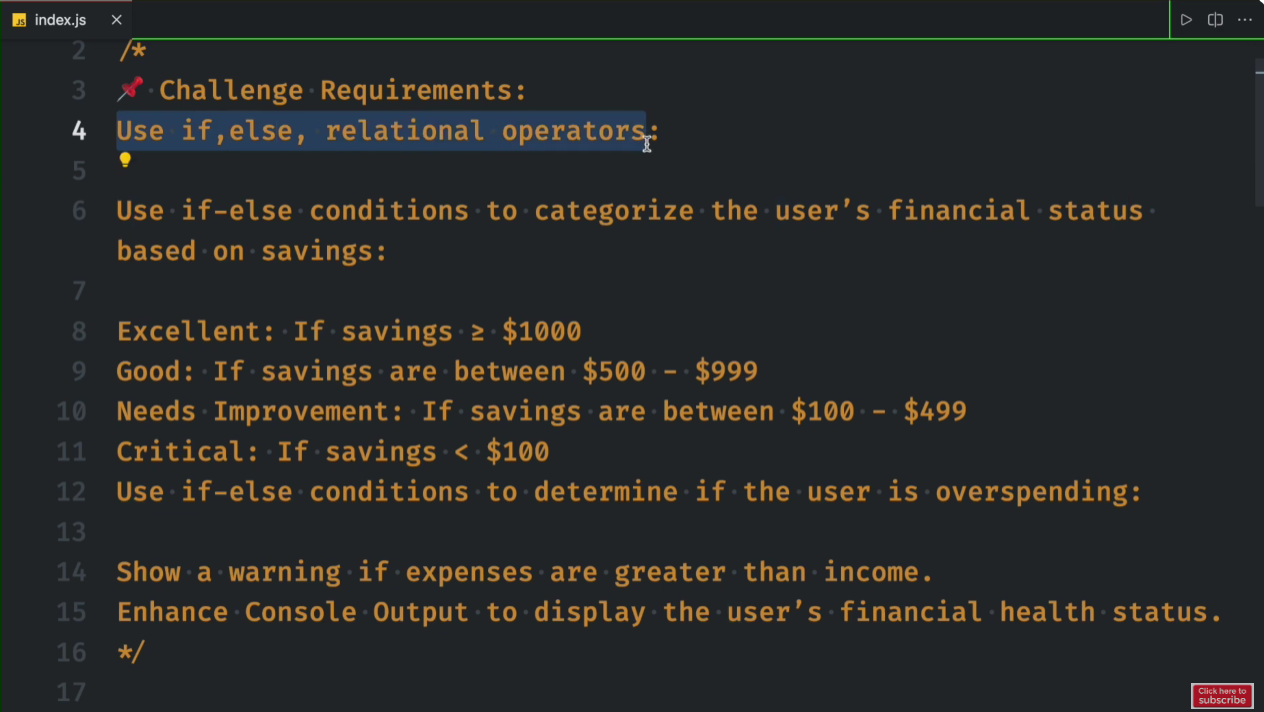 JS index.js
2 /*
3 📌 Challenge Requirements:
4 Use if,else, relational operators:
5
6 Use if-else conditions to categorize the user’s financial status
based on savings:
7
8 Excellent: If savings ≥ $1000
9 Good: If savings are between $500 - $999
10 Needs Improvement: If savings are between $100 - $499
11 Critical: If savings < $100
12 Use if-else conditions to determine if the user is overspending:
13
14 Show a warning if expenses are greater than income.
15 Enhance Console Output to display the user’s financial health status.
16 */
17
Click here to
subscribe